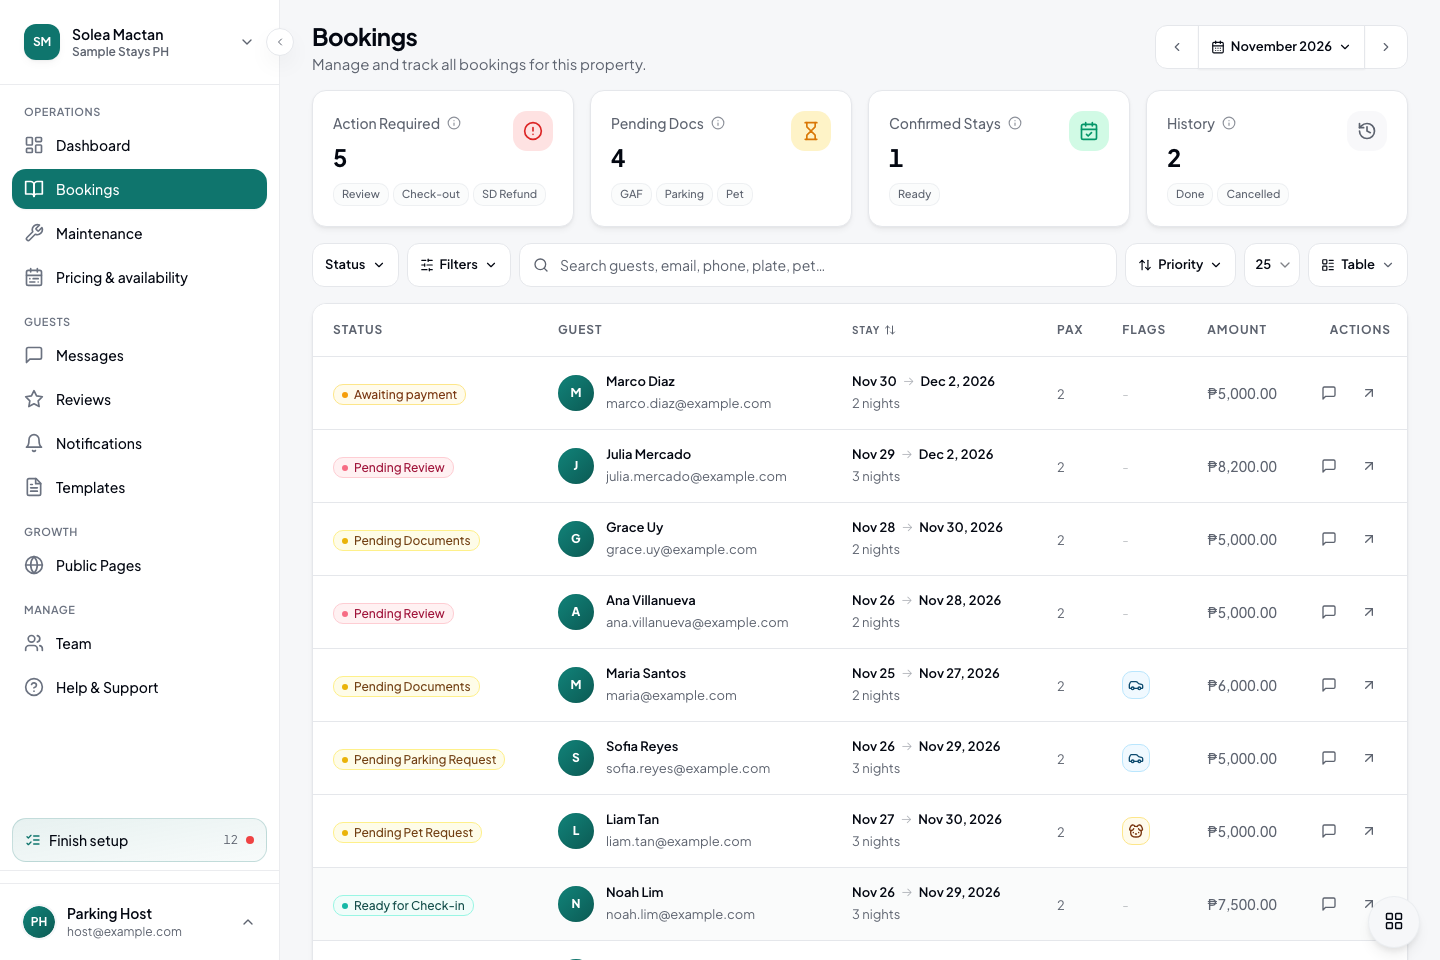 SM
Solea Mactan
Sample Stays PH
OPERATIONS
Dashboard
Bookings
Maintenance
Pricing & availability
GUESTS
Messages
Reviews
Notifications
Templates
GROWTH
Public Pages
MANAGE
Team
Help & Support
Finish setup 12
PH
Parking Host
host@example.com
Bookings
Manage and track all bookings for this property.
November 2026
Action Required
5
Review Check-out SD Refund
Pending Docs
4
GAF Parking Pet
Confirmed Stays
1
Ready
History
2
Done Cancelled
Status Filters Search guests, email, phone, plate, pet... Priority 25 Table
STATUS GUEST STAY PAX FLAGS AMOUNT ACTIONS
Awaiting payment M Marco Diaz Nov 30 → Dec 2, 2026 2 - ₱5,000.00
marco.diaz@example.com 2 nights
Pending Review J Julia Mercado Nov 29 → Dec 2, 2026 2 - ₱8,200.00
julia.mercado@example.com 3 nights
Pending Documents G Grace Uy Nov 28 → Nov 30, 2026 2 - ₱5,000.00
grace.uy@example.com 2 nights
Pending Review A Ana Villanueva Nov 26 → Nov 28, 2026 2 - ₱5,000.00
ana.villanueva@example.com 2 nights
Pending Documents M Maria Santos Nov 25 → Nov 27, 2026 2 ₱6,000.00
maria@example.com 2 nights
Pending Parking Request S Sofia Reyes Nov 26 → Nov 29, 2026 2 ₱5,000.00
sofia.reyes@example.com 3 nights
Pending Pet Request L Liam Tan Nov 27 → Nov 30, 2026 2 ₱5,000.00
liam.tan@example.com 3 nights
Ready for Check-in N Noah Lim Nov 26 → Nov 29, 2026 2 - ₱7,500.00
noah.lim@example.com 3 nights